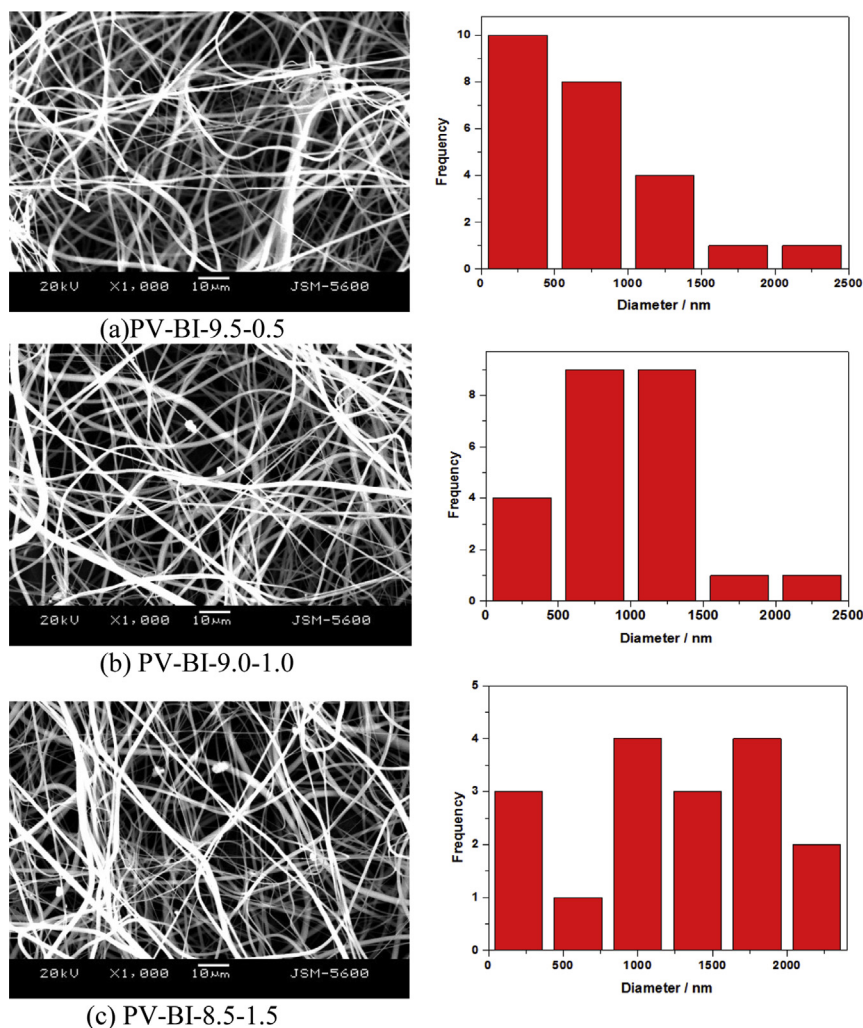 20kV X1,000 10μm JSM-5600
10
8
6
4
2
0
Frequency
0 500 1000 1500 2000 2500
Diameter / nm
(a)PV-BI-9.5-0.5
20kV X1,000 10μm JSM-5600
8
6
4
2
0
Frequency
0 500 1000 1500 2000 2500
Diameter / nm
(b) PV-BI-9.0-1.0
20kV X1,000 10μm JSM-5600
5
4
3
2
1
0
Frequency
0 500 1000 1500 2000
Diameter / nm
(c) PV-BI-8.5-1.5